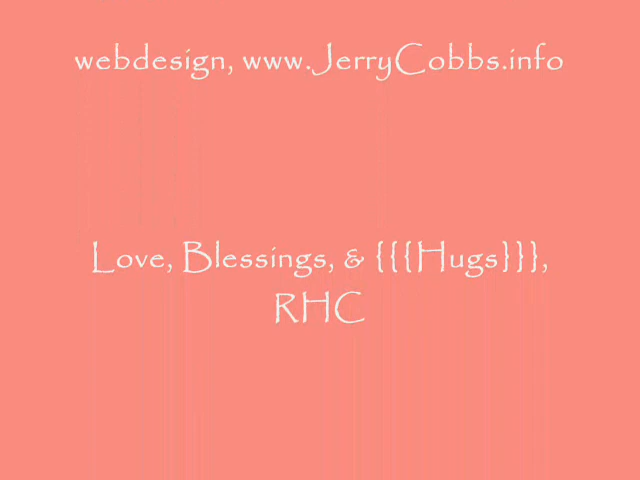 webdesign, www.JerryCobbs.info
Love, Blessings, & {{{Hugs}}},
RHC